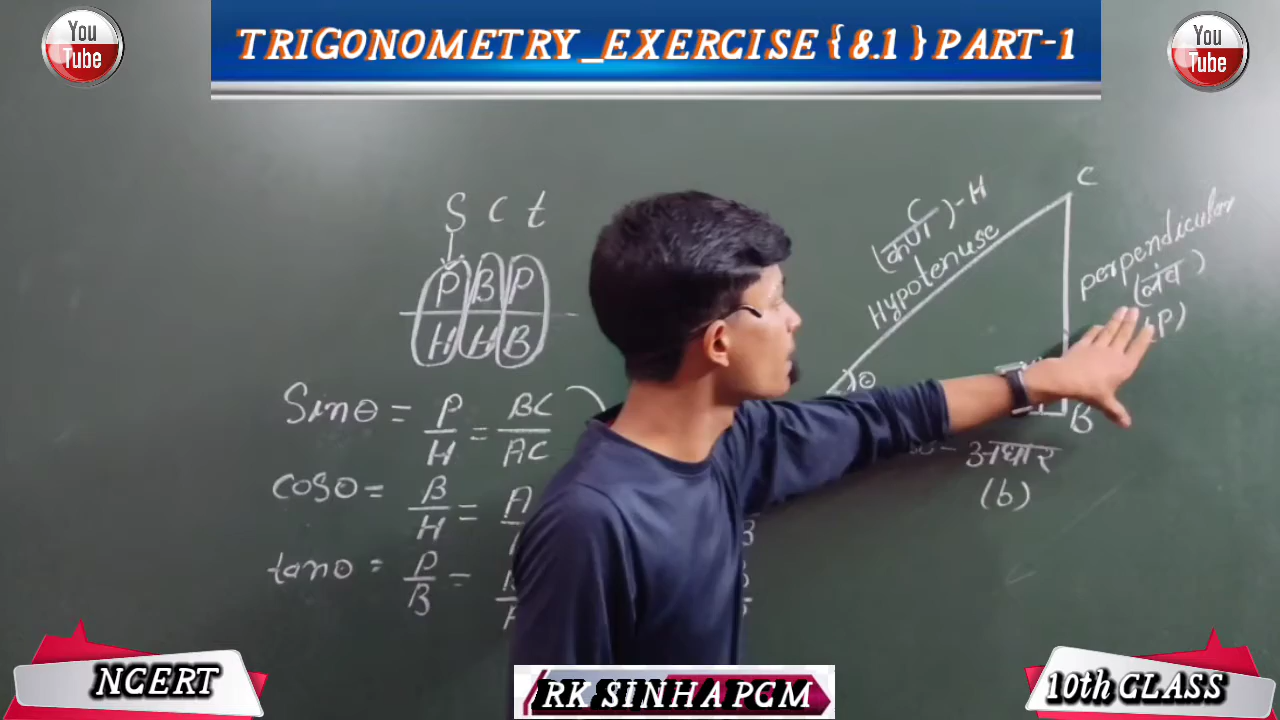 You
Tube
TRIGONOMETRY_EXERCISE { 8.1 } PART-1
You
Tube
S C t
P B P
H H B
Sinθ = P/H = BC/AC
cosθ = B/H =
tanθ = P/B =
C
(कर्ण)-H
Hypotenuse
perpendicular
(लंब)
P)
θ
B
आधार
(b)
NCERT
RK SINHA PCM
10th CLASS